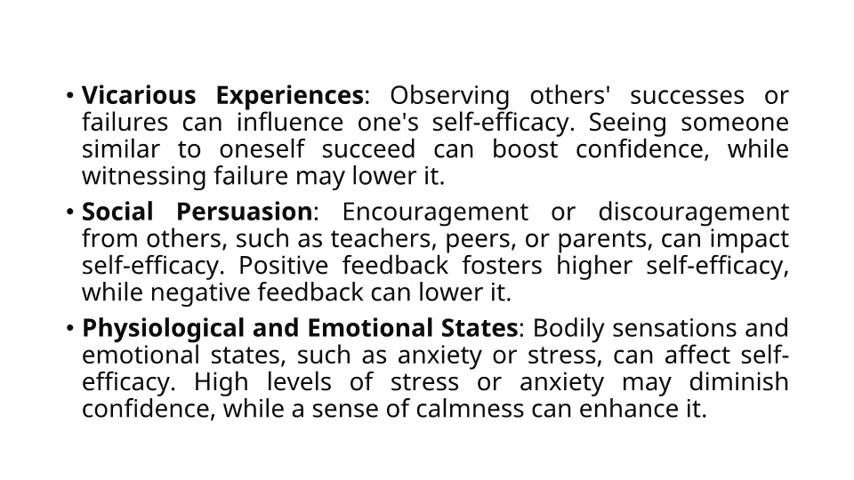 • Vicarious Experiences: Observing others' successes or
failures can influence one's self-efficacy. Seeing someone
similar to oneself succeed can boost confidence, while
witnessing failure may lower it.
• Social Persuasion: Encouragement or discouragement
from others, such as teachers, peers, or parents, can impact
self-efficacy. Positive feedback fosters higher self-efficacy,
while negative feedback can lower it.
• Physiological and Emotional States: Bodily sensations and
emotional states, such as anxiety or stress, can affect self-
efficacy. High levels of stress or anxiety may diminish
confidence, while a sense of calmness can enhance it.